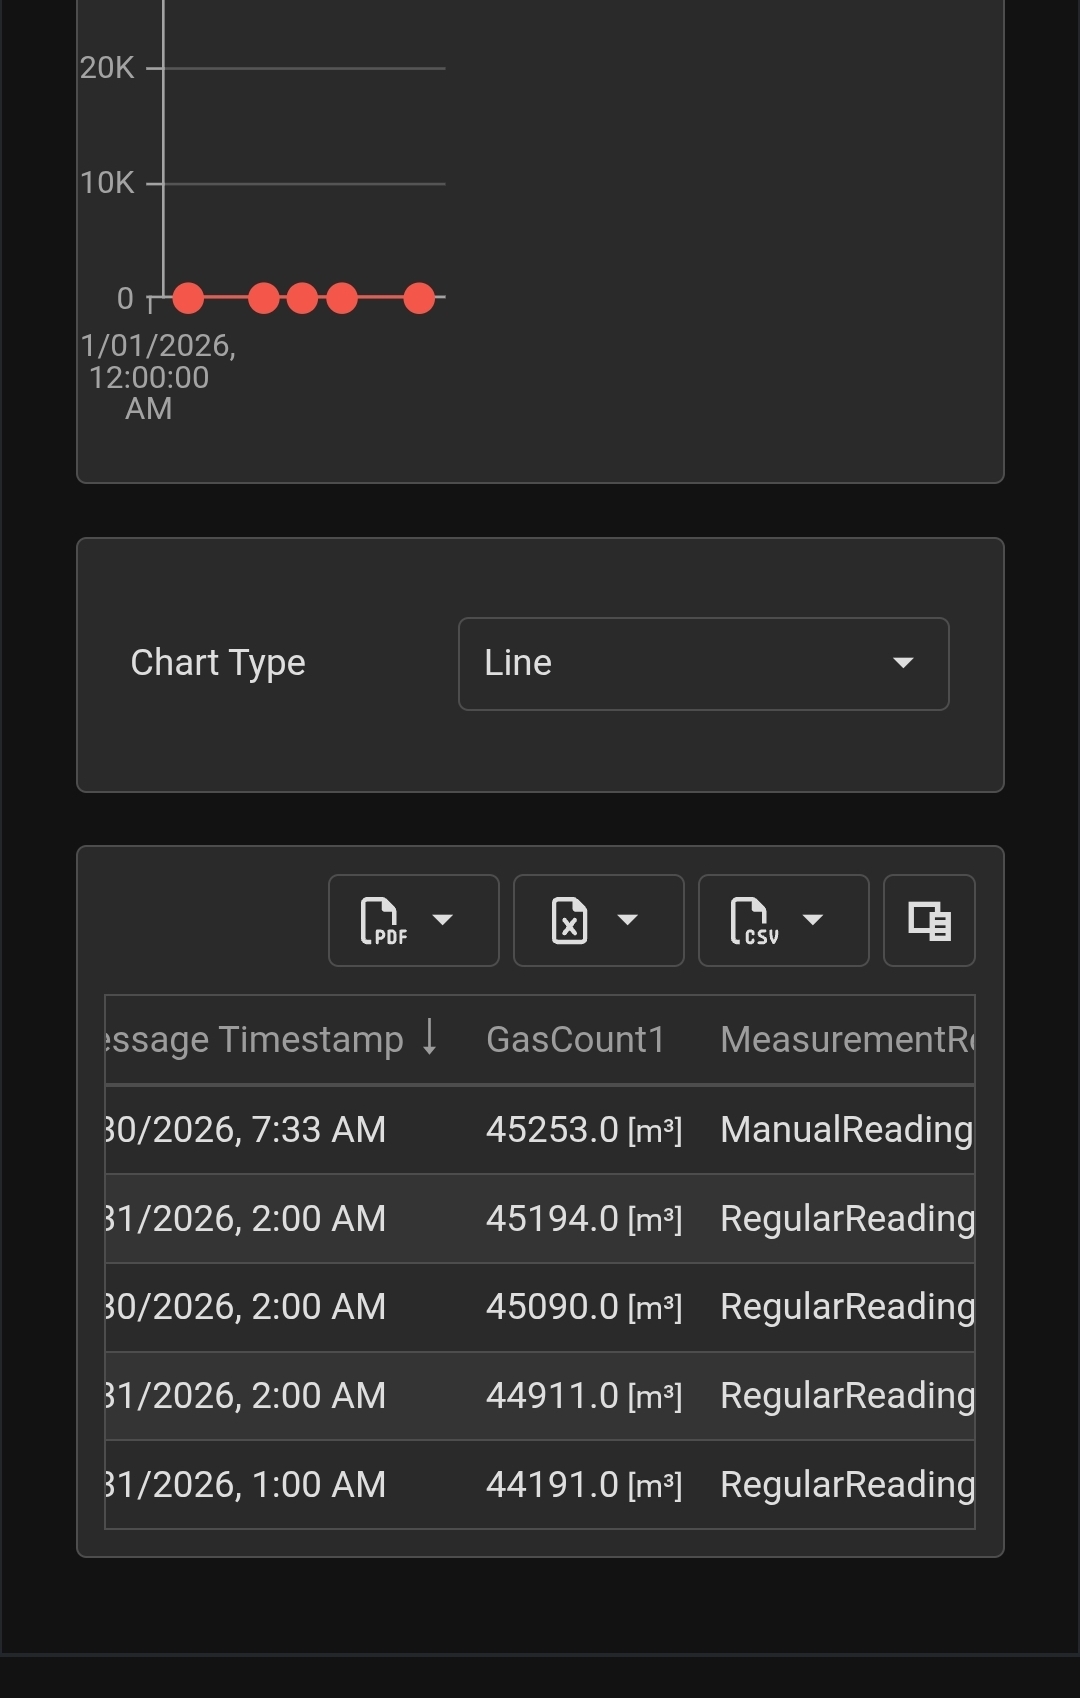 20K
10K
0
1/01/2026,
12:00:00
AM
Chart Type
Line
PDF
X
CSV
essage Timestamp ↓ GasCount1 MeasurementRe
30/2026, 7:33 AM 45253.0 [m³] ManualReading
31/2026, 2:00 AM 45194.0 [m³] RegularReading
30/2026, 2:00 AM 45090.0 [m³] RegularReading
31/2026, 2:00 AM 44911.0 [m³] RegularReading
31/2026, 1:00 AM 44191.0 [m³] RegularReading